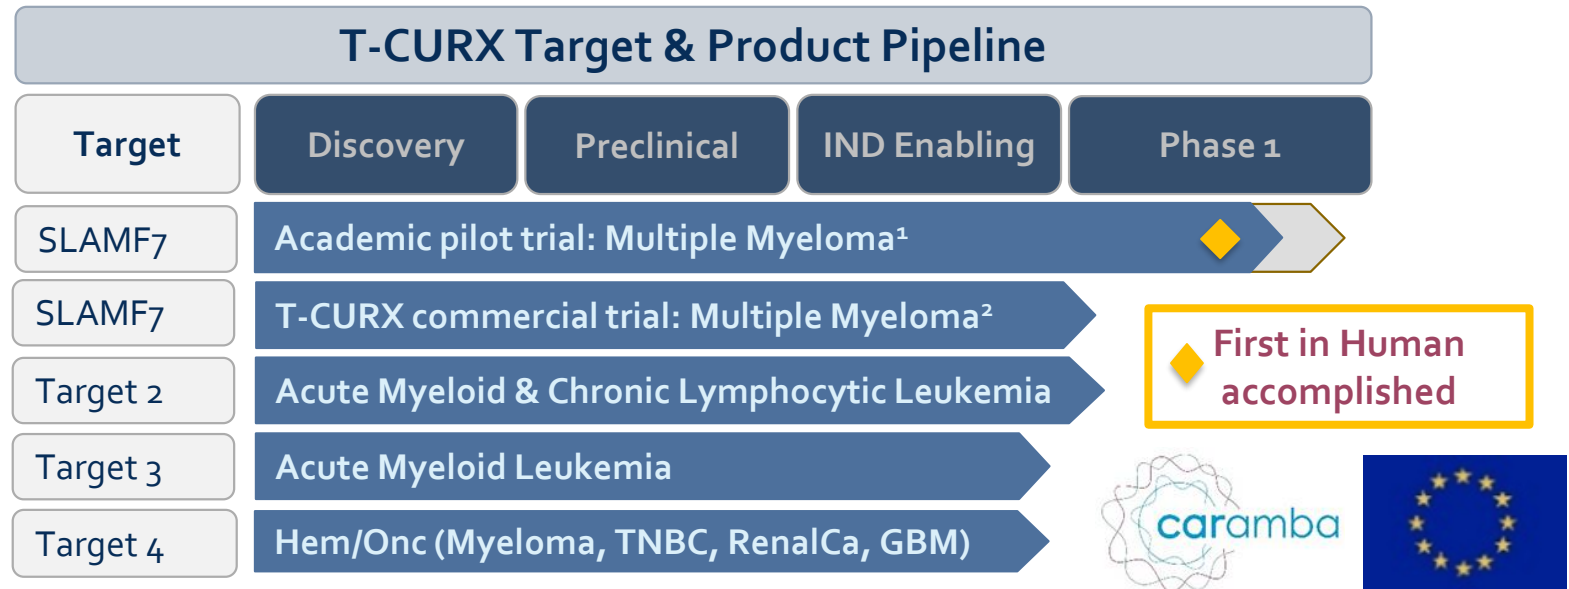 T-CURX Target & Product Pipeline
Target
Discovery
Preclinical
IND Enabling
Phase 1
SLAMF7
Academic pilot trial: Multiple Myeloma¹
SLAMF7
T-CURX commercial trial: Multiple Myeloma²
Target 2
Acute Myeloid & Chronic Lymphocytic Leukemia
Target 3
Acute Myeloid Leukemia
Target 4
Hem/Onc (Myeloma, TNBC, RenalCa, GBM)
First in Human
accomplished
caramba